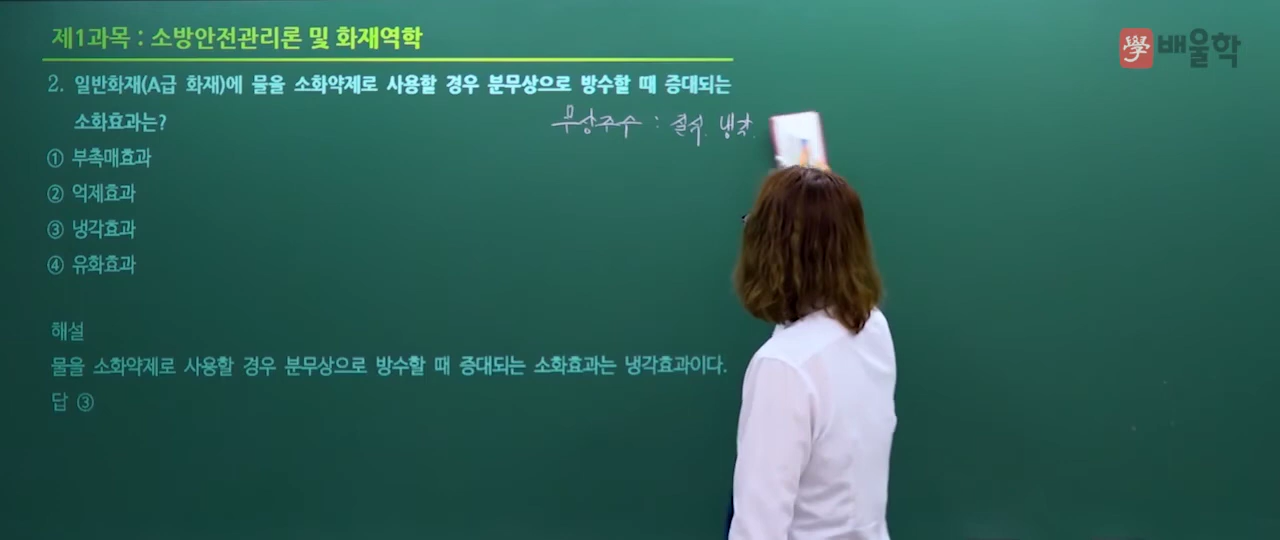 제1과목 : 소방안전관리론 및 화재역학
學 배울학
2. 일반화재(A급 화재)에 물을 소화약제로 사용할 경우 분무상으로 방수할 때 증대되는
소화효과는?
무상주수 : 질식. 냉각.
① 부촉매효과
② 억제효과
③ 냉각효과
④ 유화효과
해설
물을 소화약제로 사용할 경우 분무상으로 방수할 때 증대되는 소화효과는 냉각효과이다.
답 ③